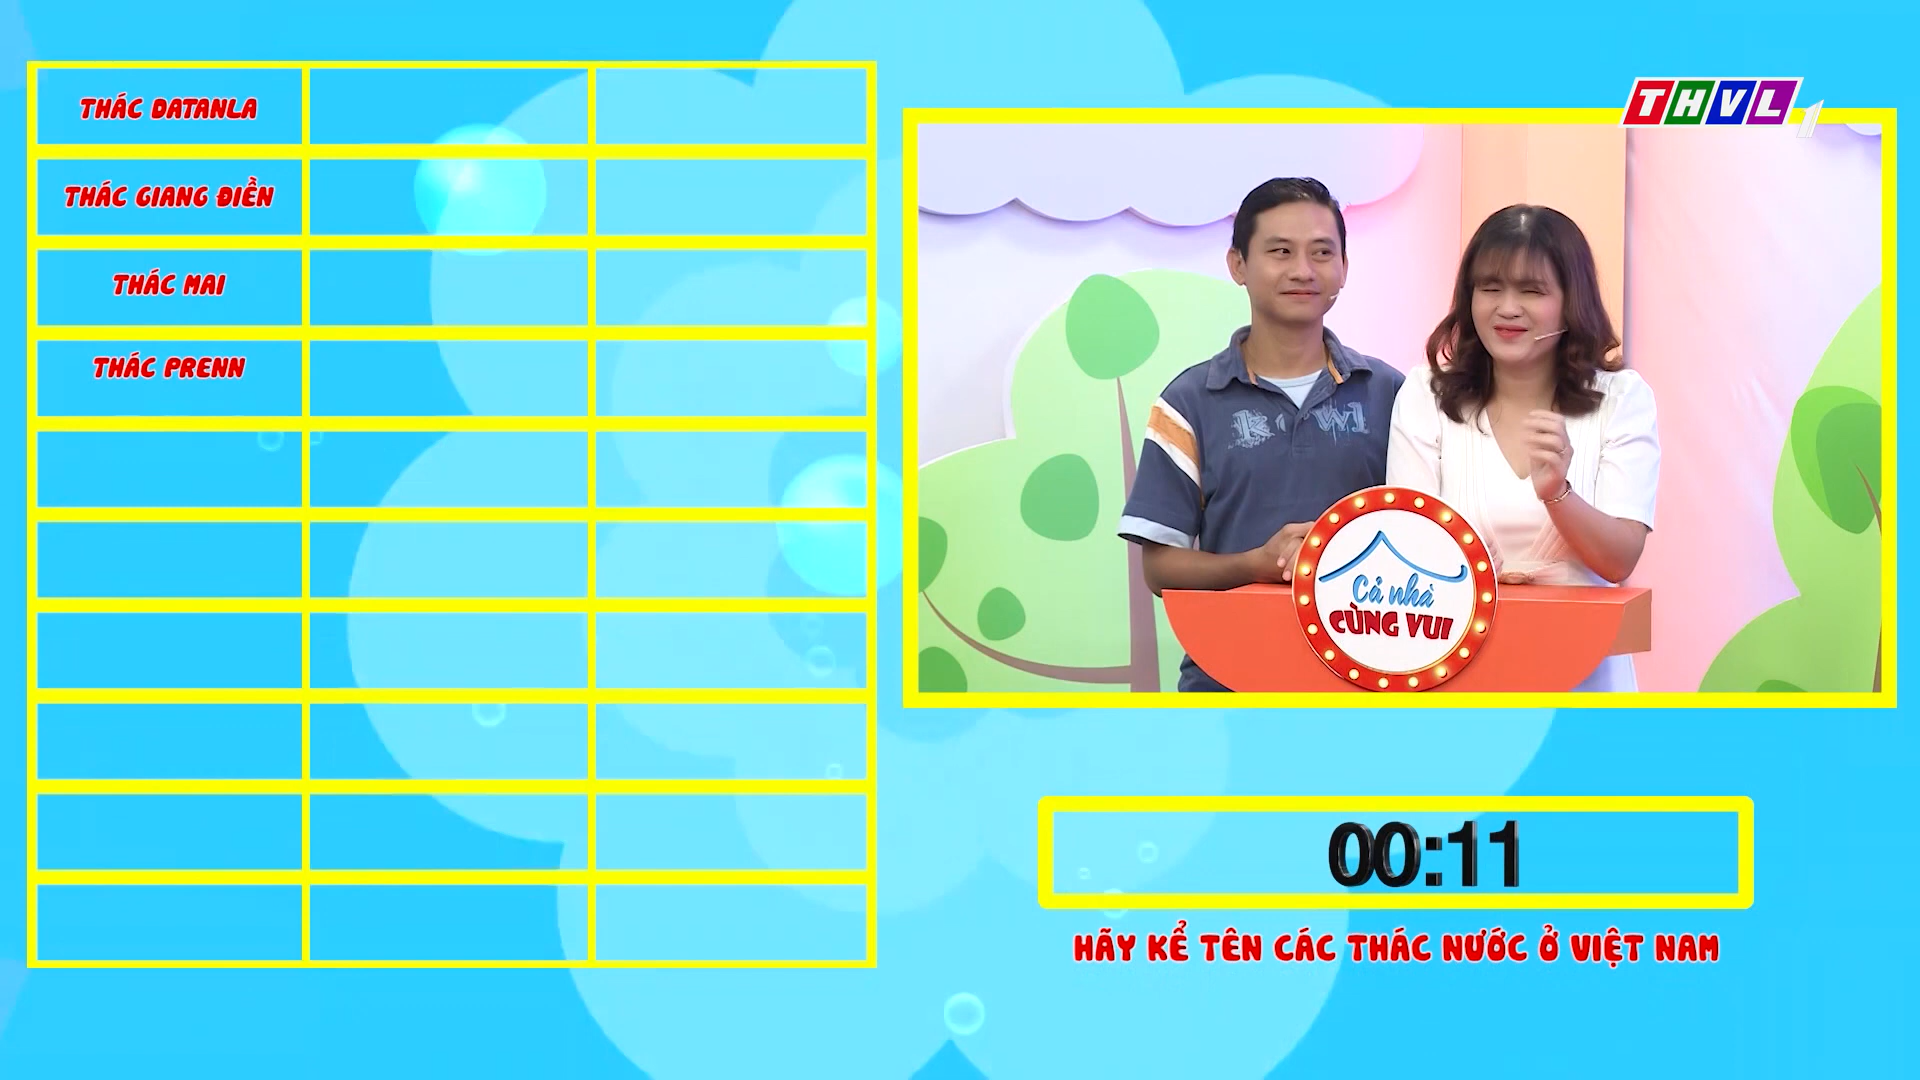 THÁC DATANLA
THÁC GIANG ĐIỀN
THÁC MAI
THÁC PRENN
THVL1
KOWI
Cả nhà
CÙNG VUI
00:11
HÃY KỂ TÊN CÁC THÁC NƯỚC Ở VIỆT NAM